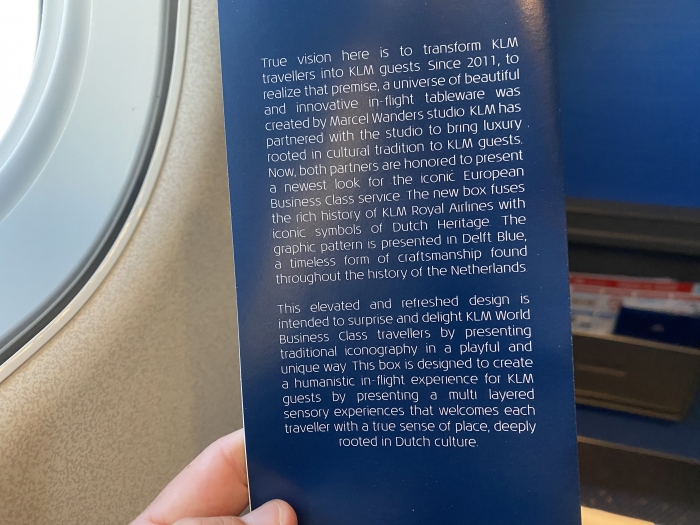 True vision here is to transform KLM
travellers into KLM guests Since 2011, to
realize that premise, a universe of beautiful
and innovative in-flight tableware was
created by Marcel Wanders studio KLM has
partnered with the studio to bring luxury
rooted in cultural tradition to KLM guests.
Now, both partners are honored to present
a newest look for the iconic European
Business Class service The new box fuses
the rich history of KLM Royal Airlines with
iconic symbols of Dutch Heritage The
graphic pattern is presented in Delft Blue,
a timeless form of craftsmanship found
throughout the history of the Netherlands
This elevated and refreshed design is
intended to surprise and delight KLM World
Business Class travellers by presenting
traditional iconography in a playful and
unique way This box is designed to create
a humanistic in-flight experience for KLM
guests by presenting a multi layered
sensory experiences that welcomes each
traveller with a true sense of place, deeply
rooted in Dutch culture.